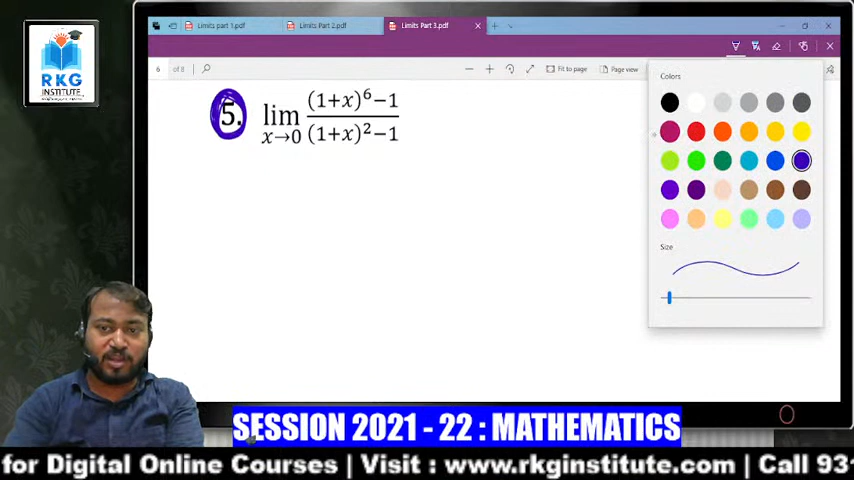 Limits part 1.pdf
Limits Part 2.pdf
Limits Part 3.pdf
6 of 8
Fit to page
Page view
RKG
INSTITUTE
5. lim x→0 (1+x)⁶−1 / (1+x)²−1
Colors
Size
SESSION 2021 - 22 : MATHEMATICS
for Digital Online Courses | Visit : www.rkginstitute.com | Call 931